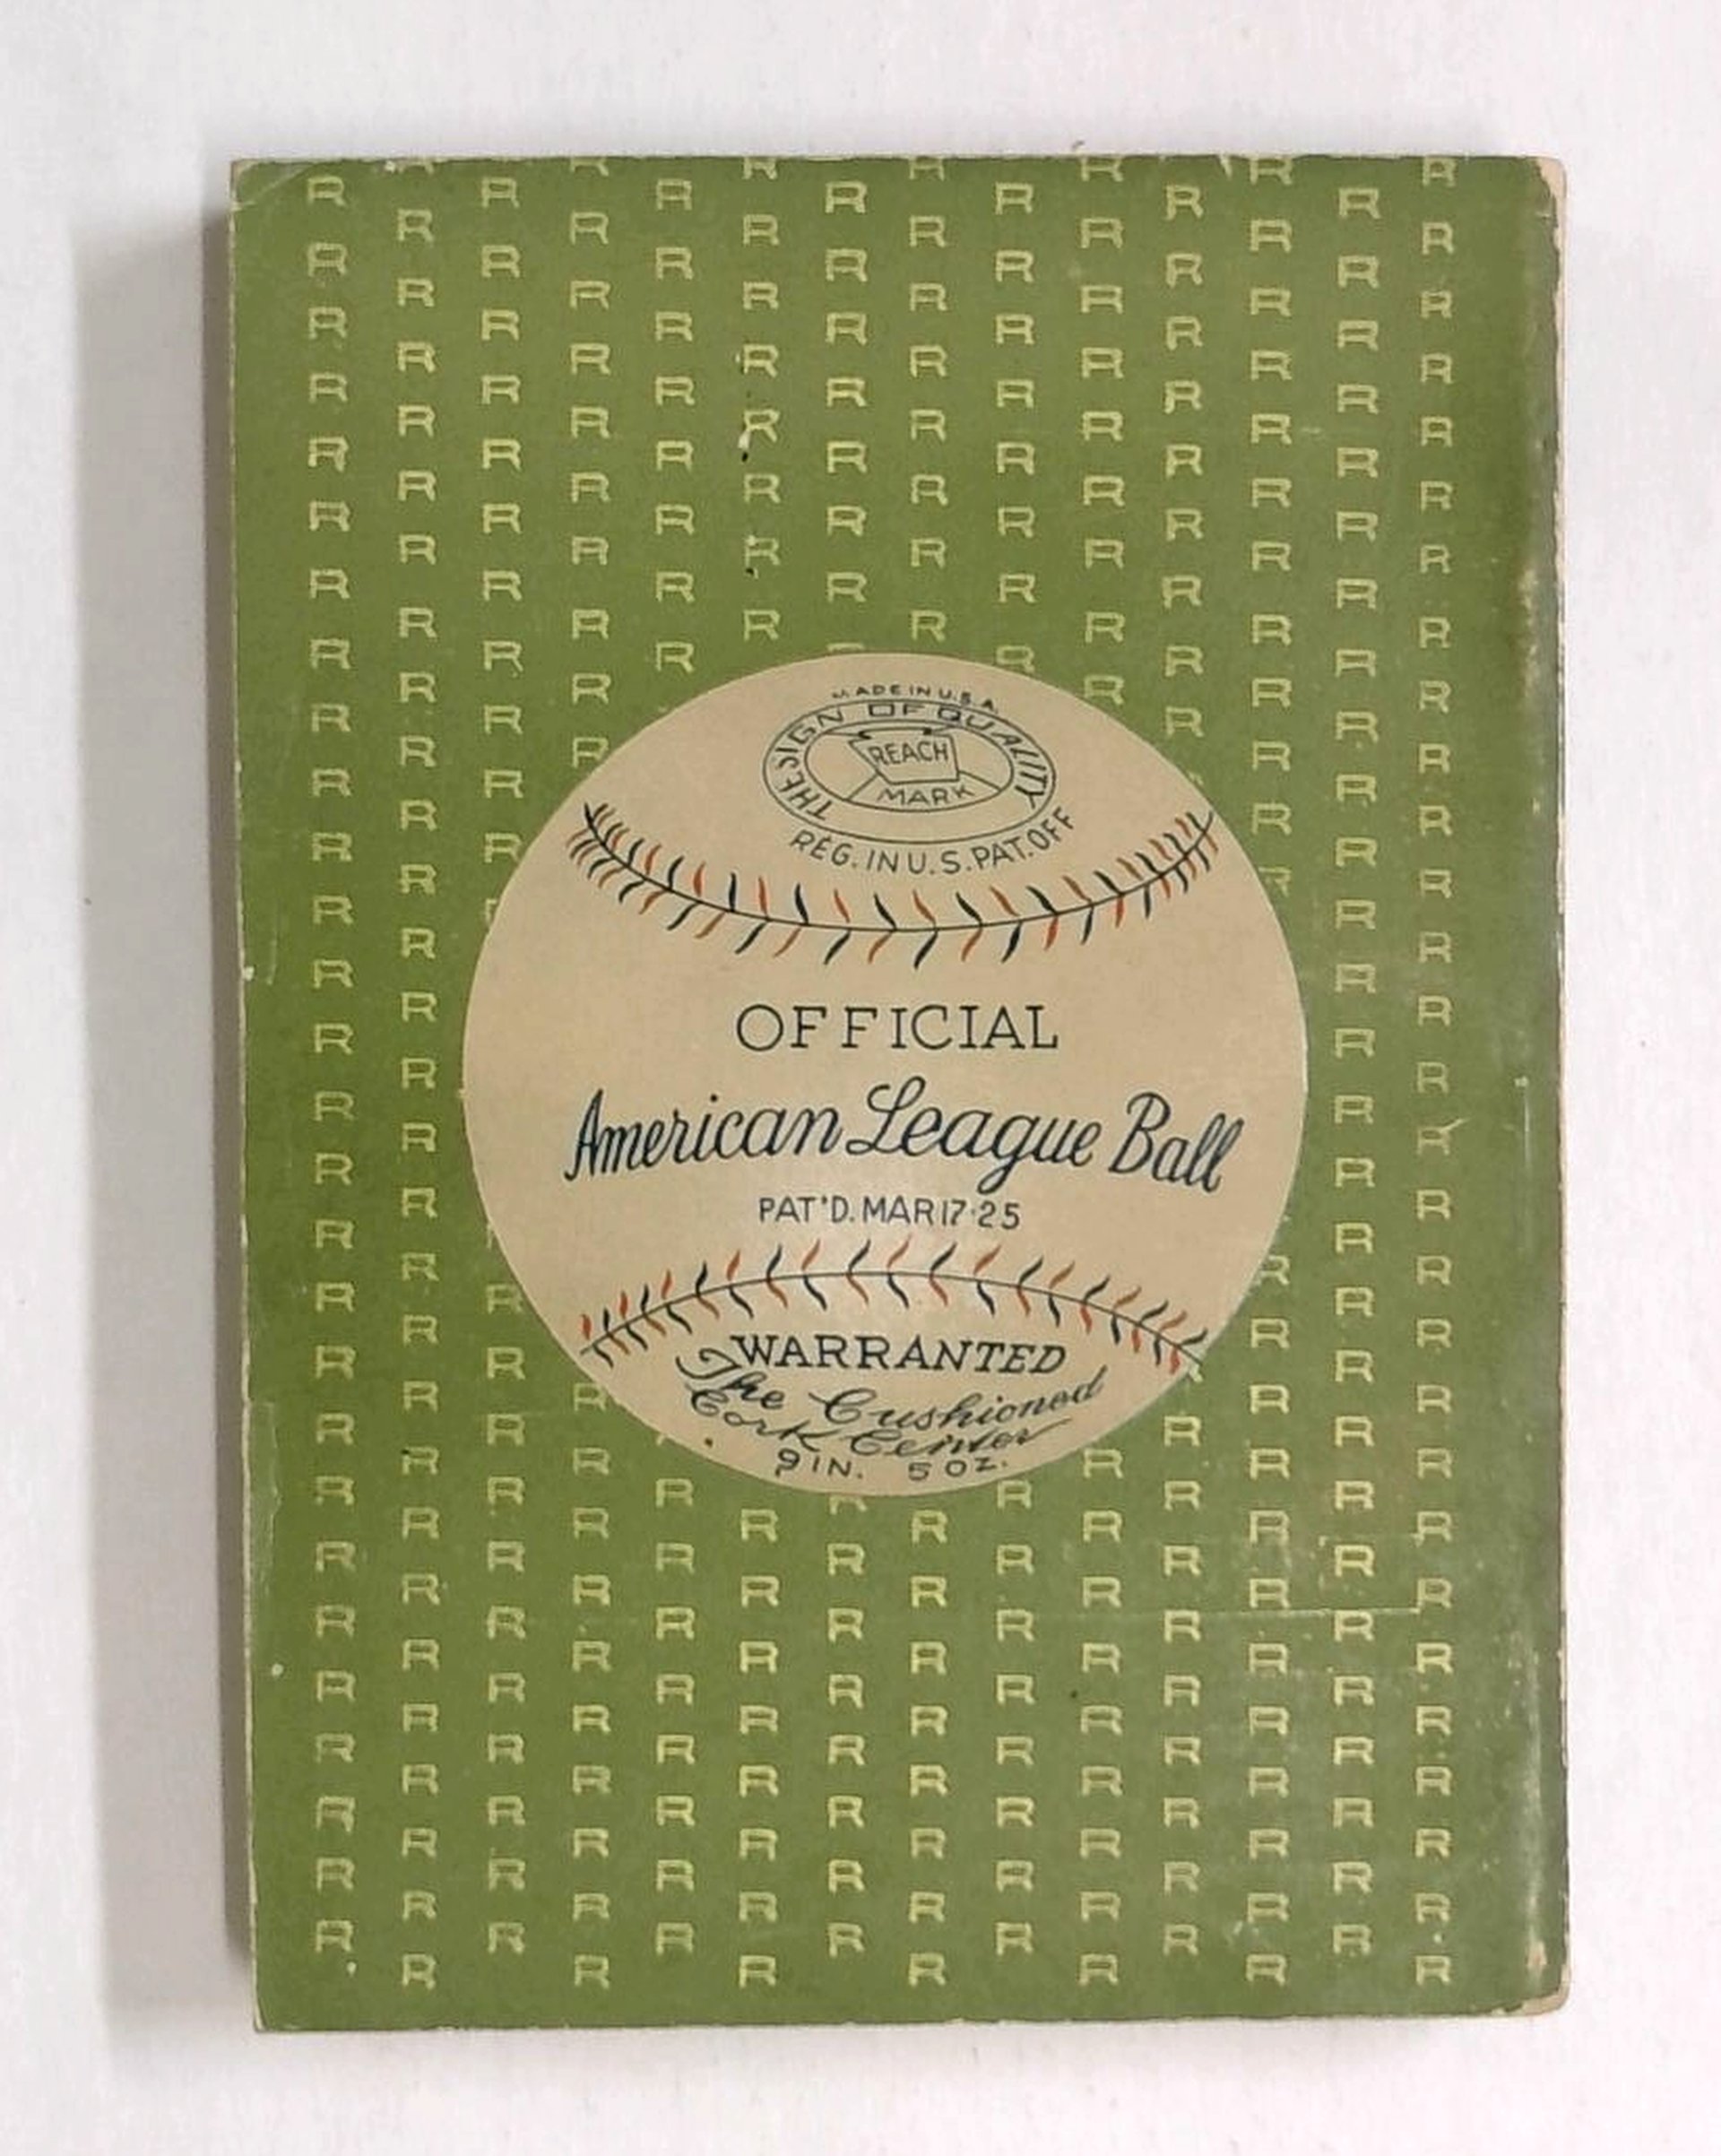 MADE IN U.S.A.
THE SIGN OF QUALITY
REACH
MARK
REG. IN U.S. PAT. OFF
OFFICIAL
American League Ball
PAT'D. MAR 17·25
WARRANTED
The Cushioned
Cork Center
9 IN. 5 OZ.